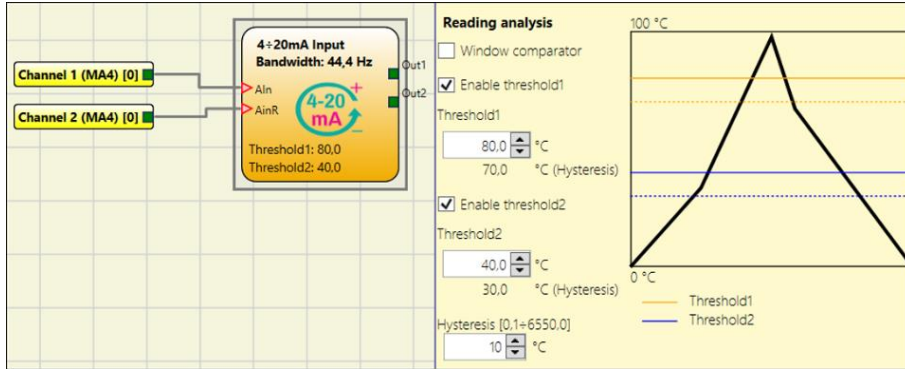 Channel 1 (MA4) [0]
Channel 2 (MA4) [0]
4÷20mA Input
Bandwidth: 44,4 Hz
AIn
AinR
4-20
mA
Out1
Out2
Threshold1: 80,0
Threshold2: 40,0
Reading analysis
Window comparator
Enable threshold1
Threshold1
80,0 °C
70,0 °C (Hysteresis)
Enable threshold2
Threshold2
40,0 °C
30,0 °C (Hysteresis)
Hysteresis [0,1÷6550,0]
10 °C
100 °C
0 °C
Threshold1
Threshold2